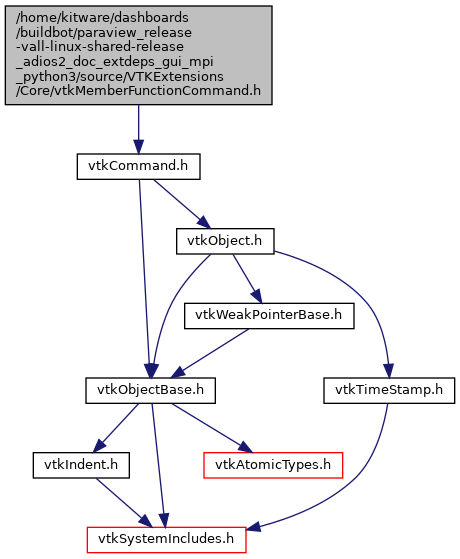 /home/kitware/dashboards
/buildbot/paraview_release
-vall-linux-shared-release
_adios2_doc_extdeps_gui_mpi
_python3/source/VTKExtensions
/Core/vtkMemberFunctionCommand.h
vtkCommand.h
vtkObject.h
vtkWeakPointerBase.h
vtkObjectBase.h
vtkTimeStamp.h
vtkIndent.h
vtkAtomicTypes.h
vtkSystemIncludes.h